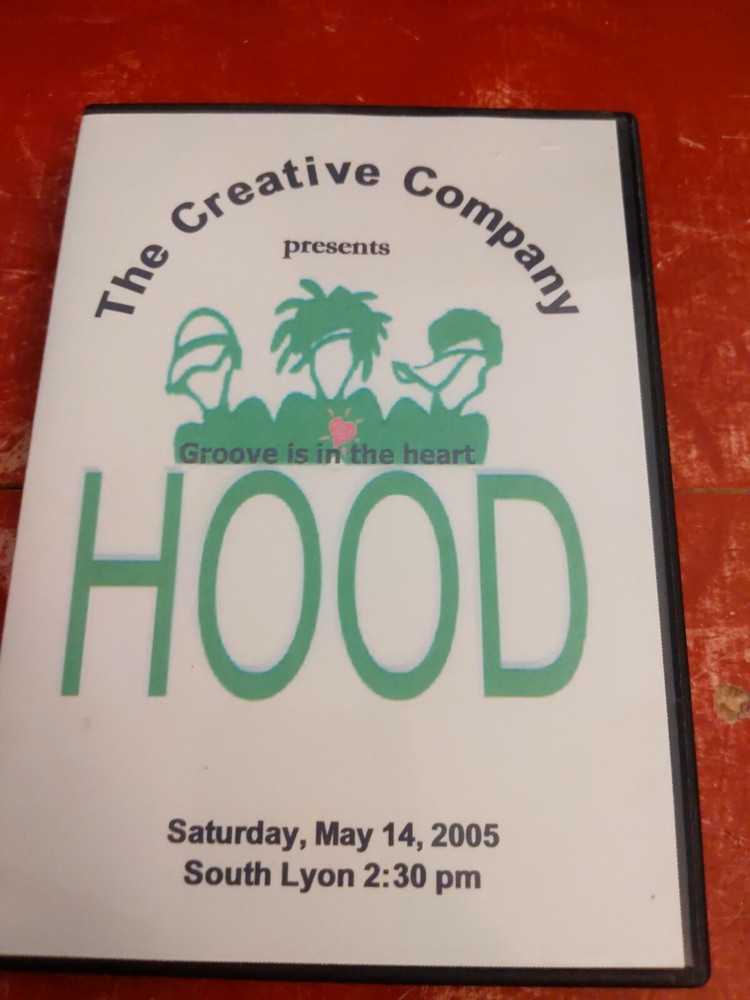 The Creative Company
presents
Groove is in the heart
HOOD
Saturday, May 14, 2005
South Lyon 2:30 pm